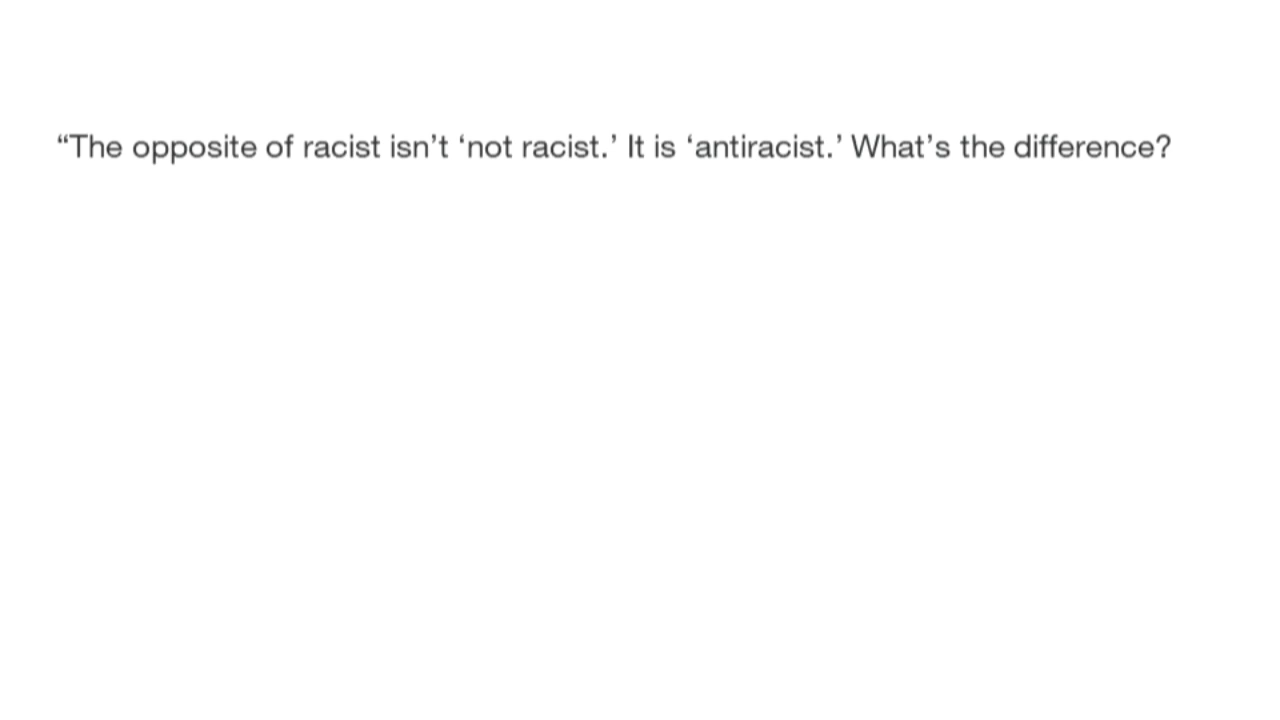 “The opposite of racist isn’t ‘not racist.’ It is ‘antiracist.’ What’s the difference?